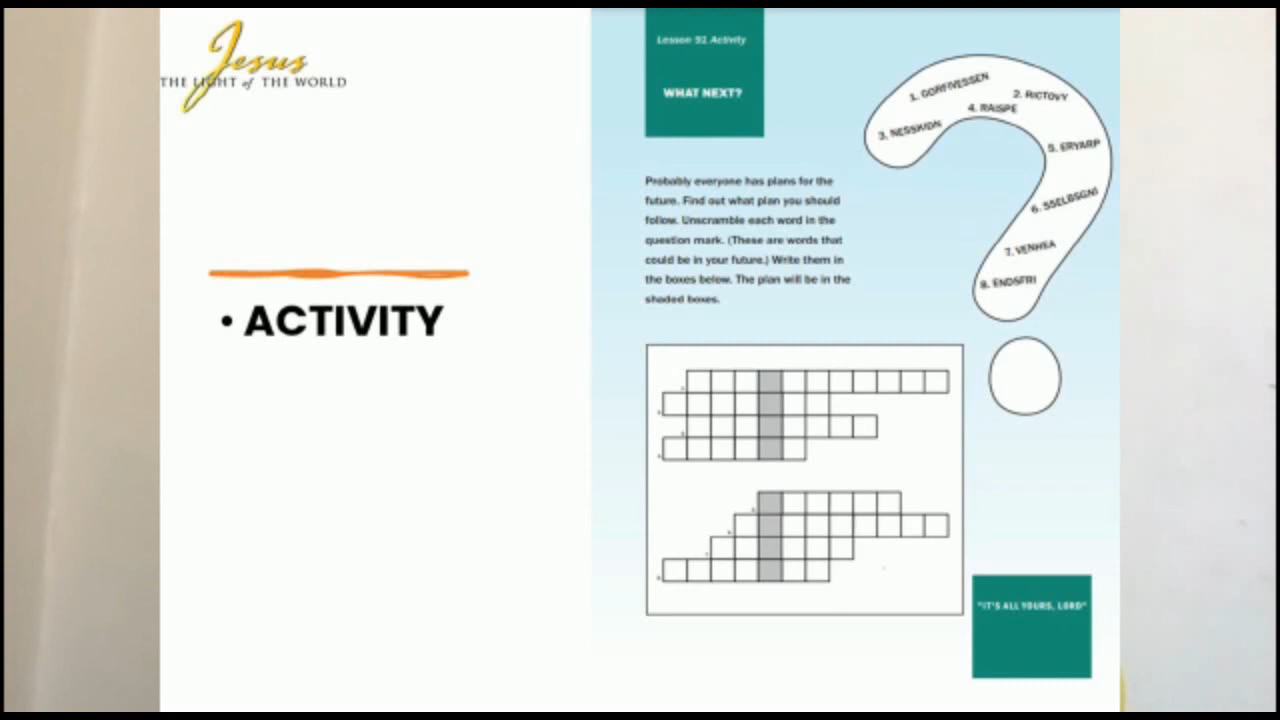 Jesus
THE LIGHT of THE WORLD
• ACTIVITY
Lesson 91 Activity
WHAT NEXT?
Probably everyone has plans for the
future. Find out what plan you should
follow. Unscramble each word in the
question mark. (These are words that
could be in your future.) Write them in
the boxes below. The plan will be in the
shaded boxes.
1. GORFIVESSEN
2. RICTOVY
3. NESSKIDN
4. RAISPE
5. ERYARP
6. SSELBSGNI
7. VENHEA
8. ENDSFRI
"IT'S ALL YOURS, LORD"